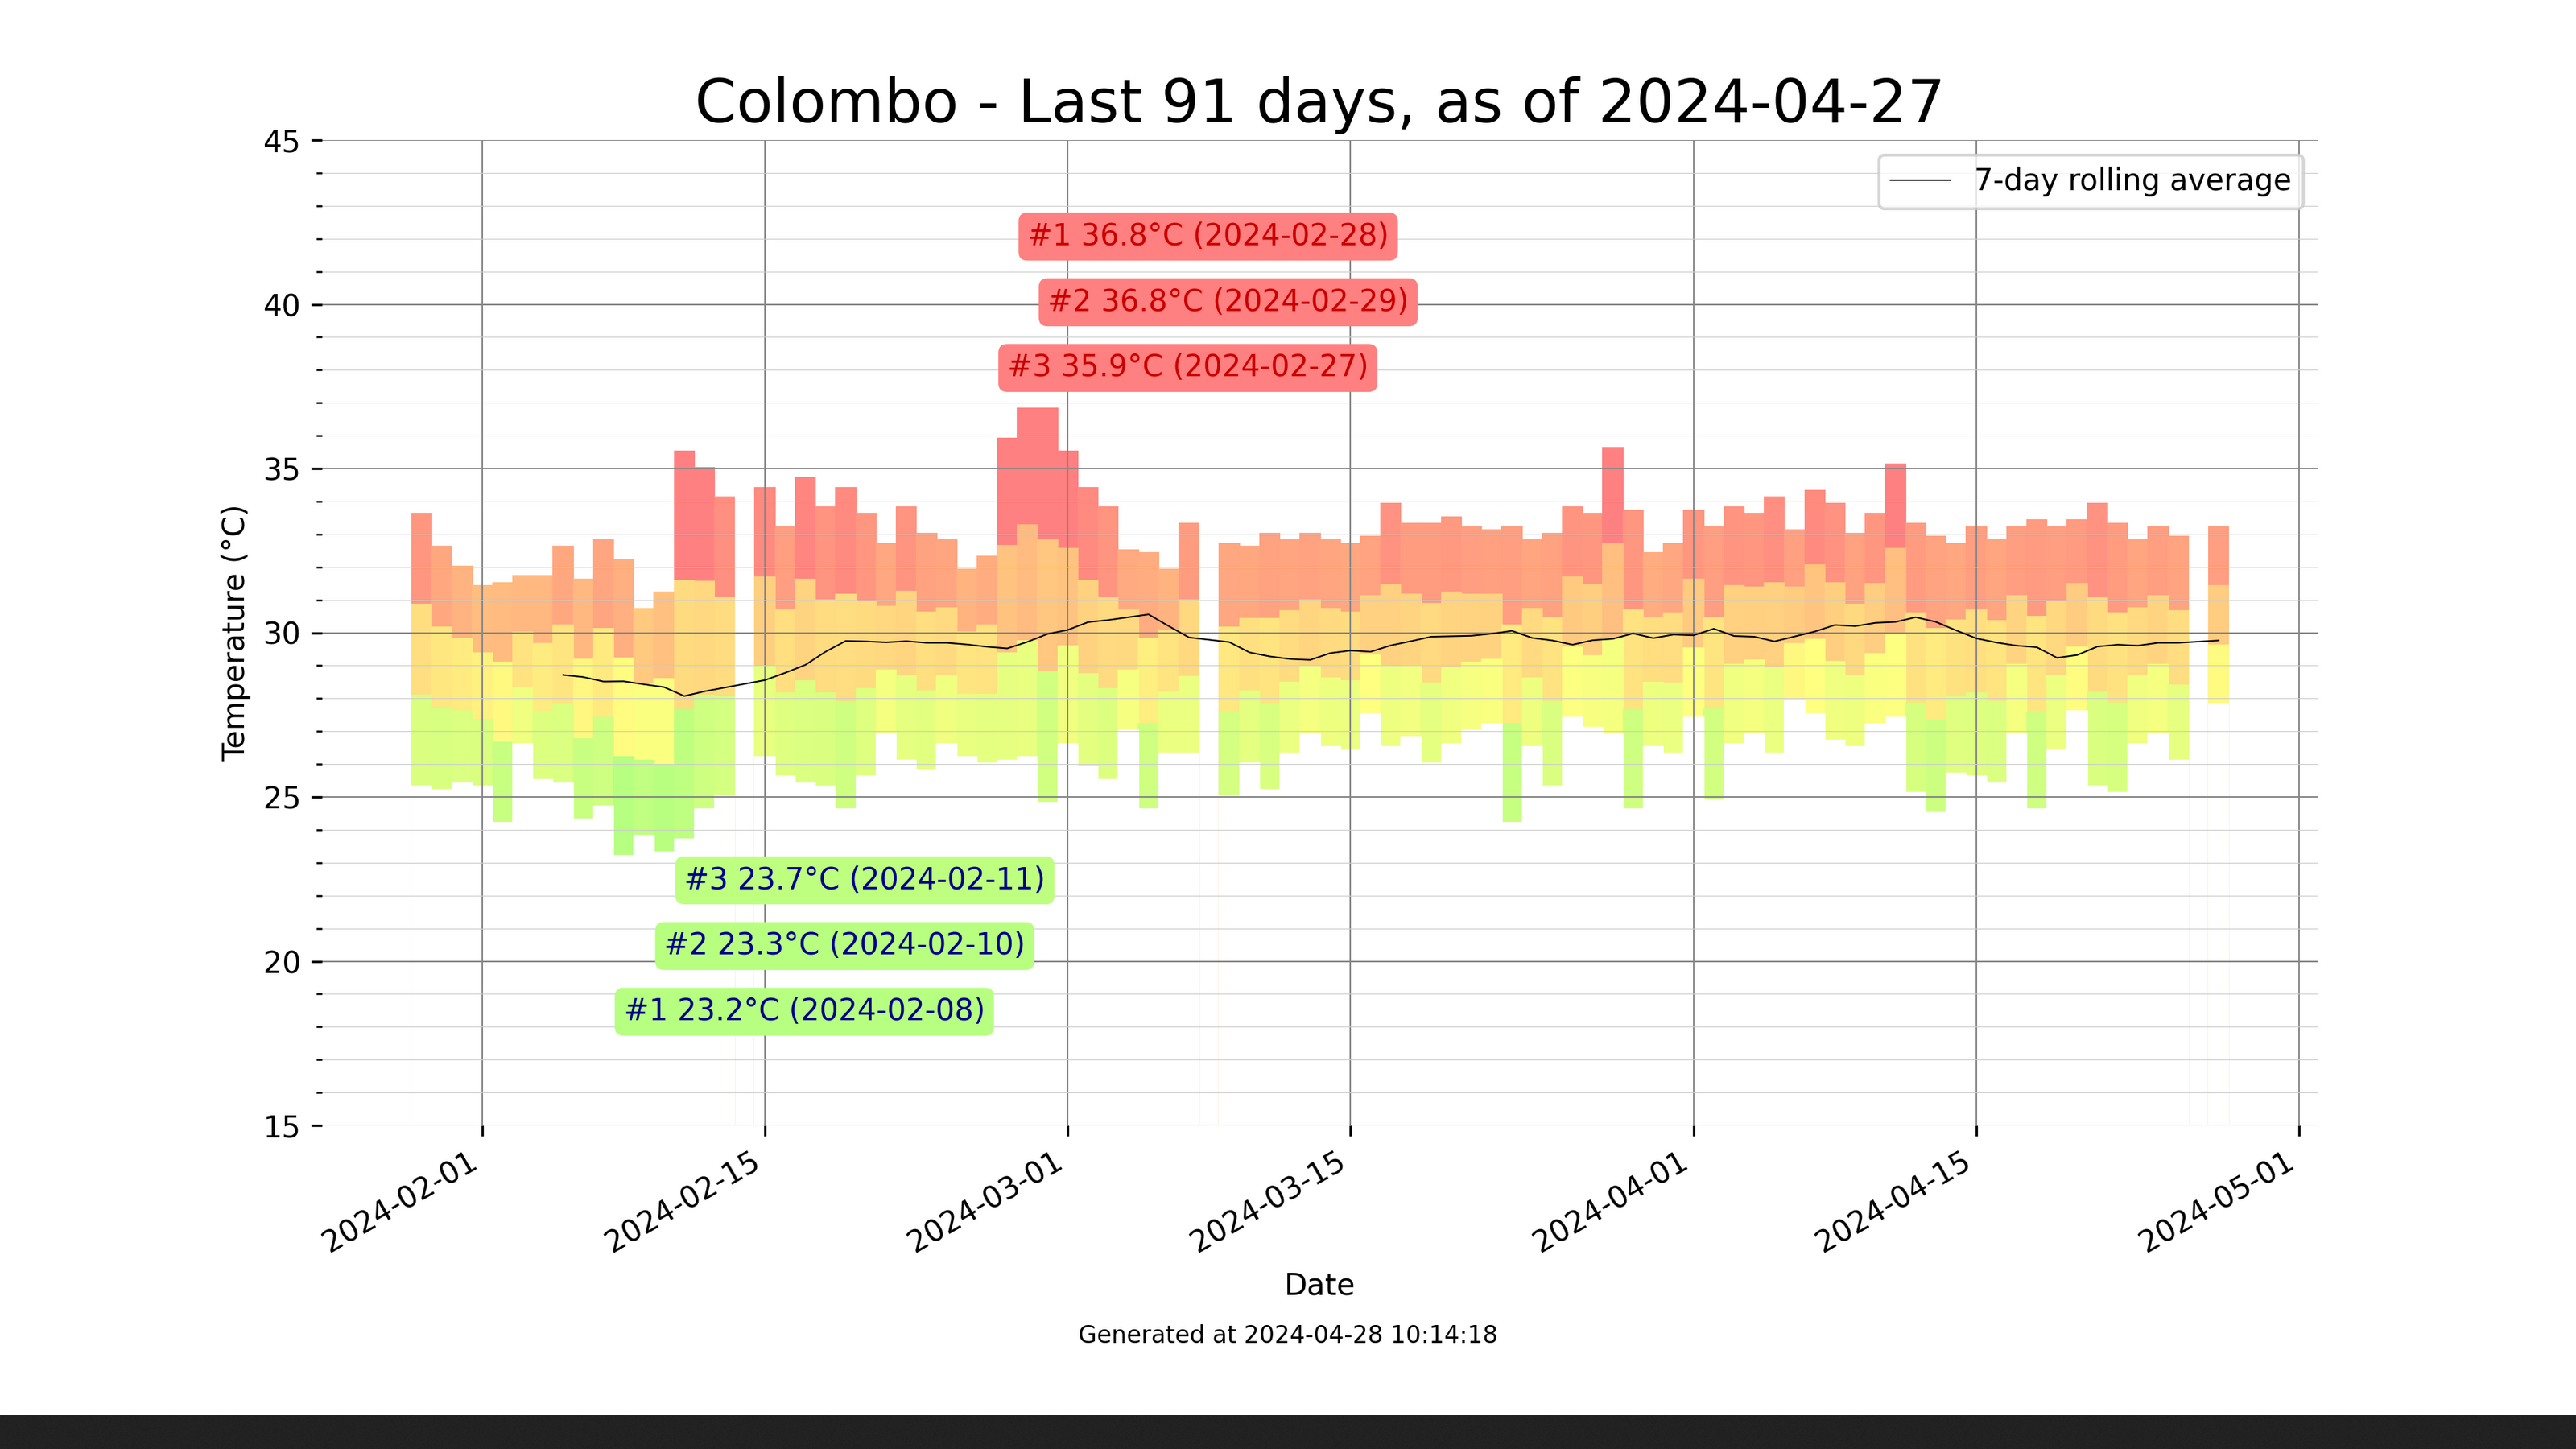 Colombo - Last 91 days, as of 2024-04-27
45
7-day rolling average
#1 36.8°C (2024-02-28)
#2 36.8°C (2024-02-29)
40
#3 35.9°C (2024-02-27)
35
Temperature (°C)
30
25
#3 23.7°C (2024-02-11)
#2 23.3°C (2024-02-10)
20
#1 23.2°C (2024-02-08)
15
2024-02-01
2024-02-15
2024-03-01
2024-03-15
2024-04-01
2024-04-15
2024-05-01
Date
Generated at 2024-04-28 10:14:18